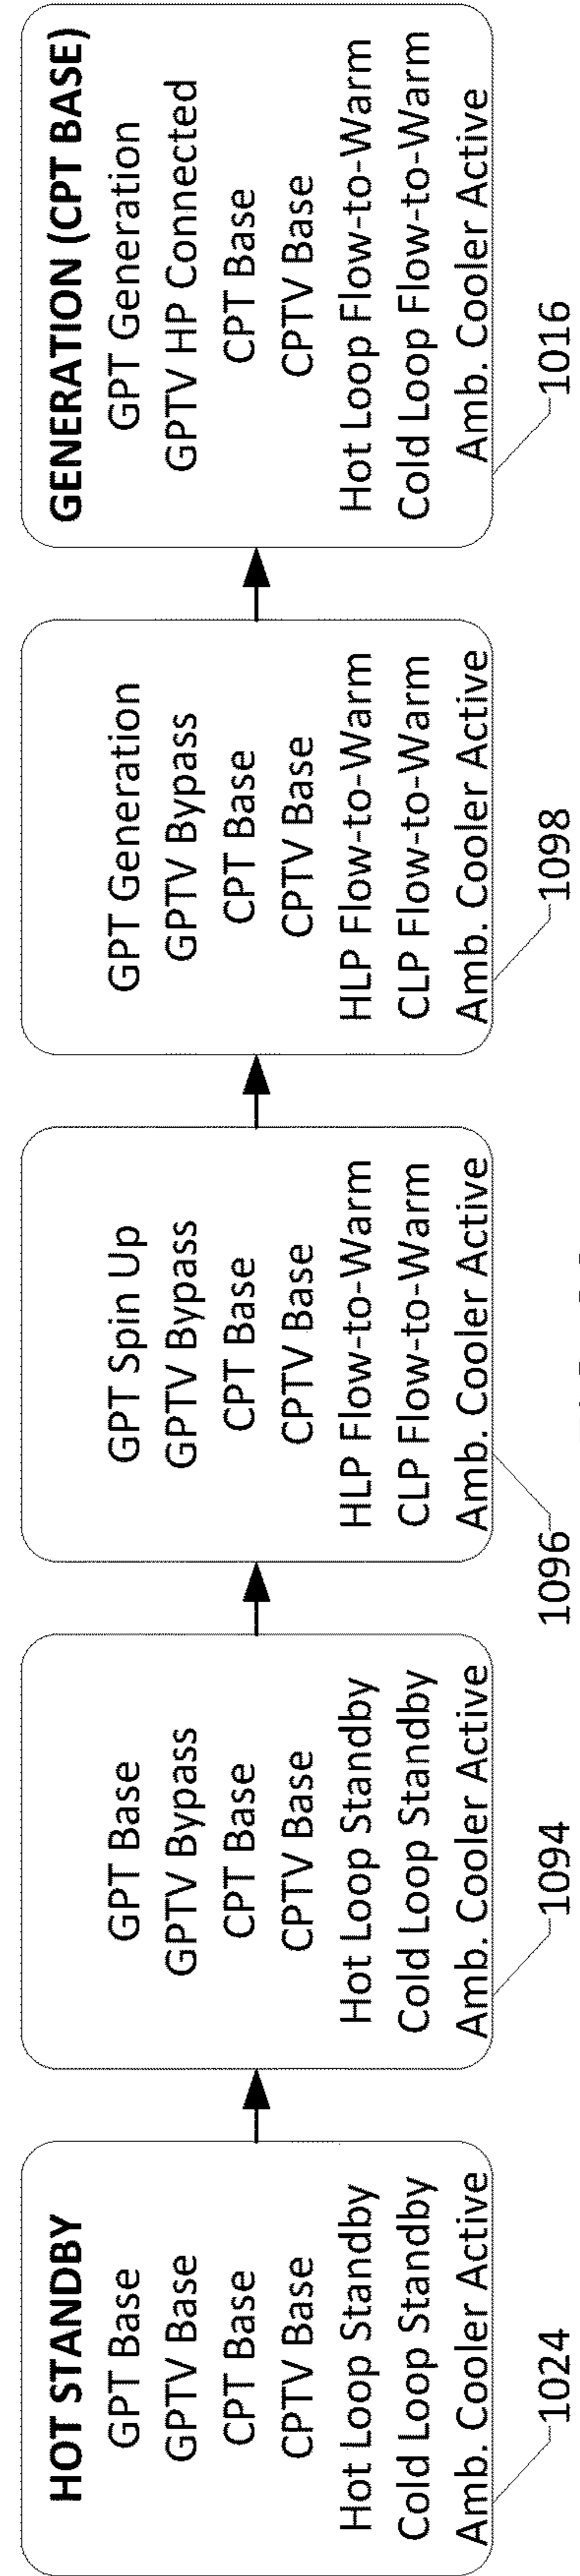 HOT STANDBY
GPT Base
GPTV Base
CPT Base
CPTV Base
Hot Loop Standby
Cold Loop Standby
Amb. Cooler Active
1024
GPT Base
GPTV Bypass
CPT Base
CPTV Base
Hot Loop Standby
Cold Loop Standby
Amb. Cooler Active
1094
GPT Spin Up
GPTV Bypass
CPT Base
CPTV Base
HLP Flow-to-Warm
CLP Flow-to-Warm
Amb. Cooler Active
1096
GPT Generation
GPTV Bypass
CPT Base
CPTV Base
HLP Flow-to-Warm
CLP Flow-to-Warm
Amb. Cooler Active
1098
GENERATION (CPT BASE)
GPT Generation
GPTV HP Connected
CPT Base
CPTV Base
Hot Loop Flow-to-Warm
Cold Loop Flow-to-Warm
Amb. Cooler Active
1016